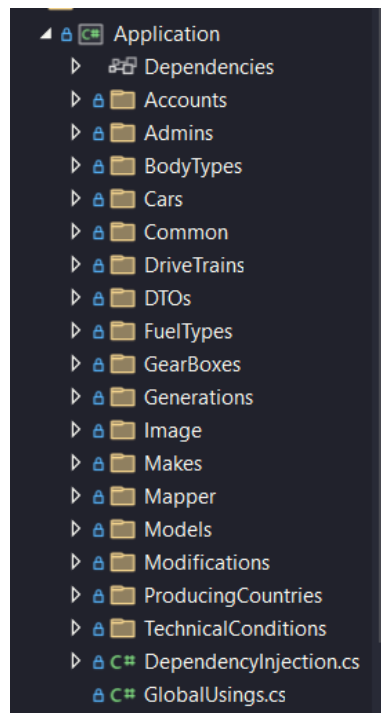 C# Application
Dependencies
Accounts
Admins
BodyTypes
Cars
Common
DriveTrains
DTOs
FuelTypes
GearBoxes
Generations
Image
Makes
Mapper
Models
Modifications
ProducingCountries
TechnicalConditions
C# DependencyInjection.cs
C# GlobalUsings.cs